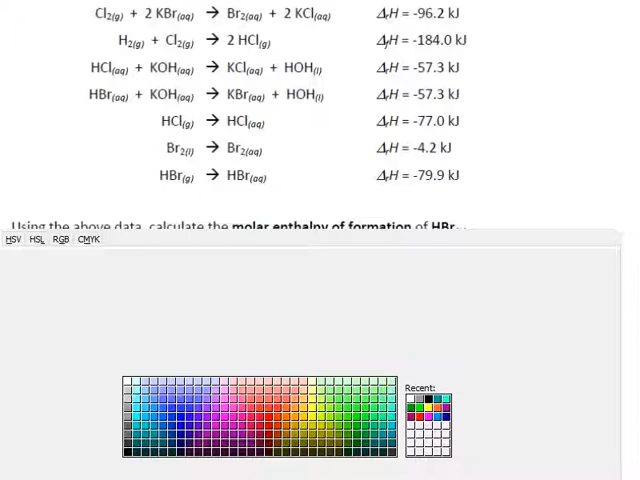 Cl2(g) + 2 KBr(aq) → Br2(aq) + 2 KCl(aq) ΔrH = -96.2 kJ
H2(g) + Cl2(g) → 2 HCl(g) ΔfH = -184.0 kJ
HCl(aq) + KOH(aq) → KCl(aq) + HOH(l) ΔrH = -57.3 kJ
HBr(aq) + KOH(aq) → KBr(aq) + HOH(l) ΔrH = -57.3 kJ
HCl(g) → HCl(aq) ΔrH = -77.0 kJ
Br2(l) → Br2(aq) ΔrH = -4.2 kJ
HBr(g) → HBr(aq) ΔrH = -79.9 kJ
Using the above data, calculate the molar enthalpy of formation of HBr
HSV HSL RGB CMYK
Recent: